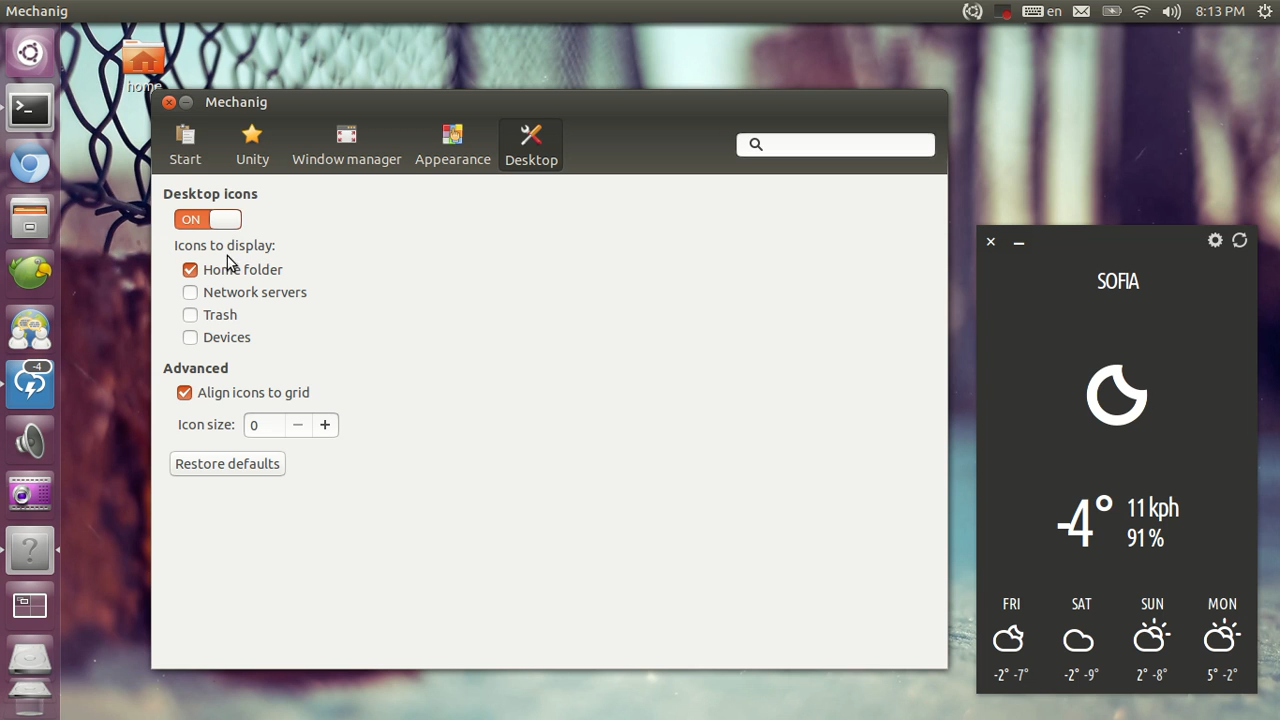 Mechanig
en
8:13 PM
home
Mechanig
Start
Unity
Window manager
Appearance
Desktop
Desktop icons
ON
Icons to display:
Home folder
Network servers
Trash
Devices
Advanced
Align icons to grid
Icon size:
0
Restore defaults
-4
SOFIA
-4°
11 kph
91 %
FRI SAT SUN MON
-2° -7° -2° -9° 2° -8° 5° -2°